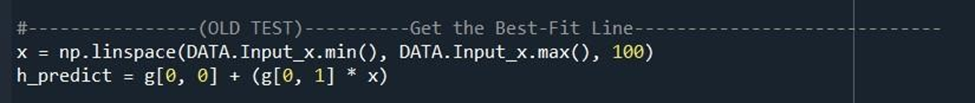 #-----------------(OLD TEST)----------Get the Best-Fit Line------------------------------
x = np.linspace(DATA.Input_x.min(), DATA.Input_x.max(), 100)
h_predict = g[0, 0] + (g[0, 1] * x)